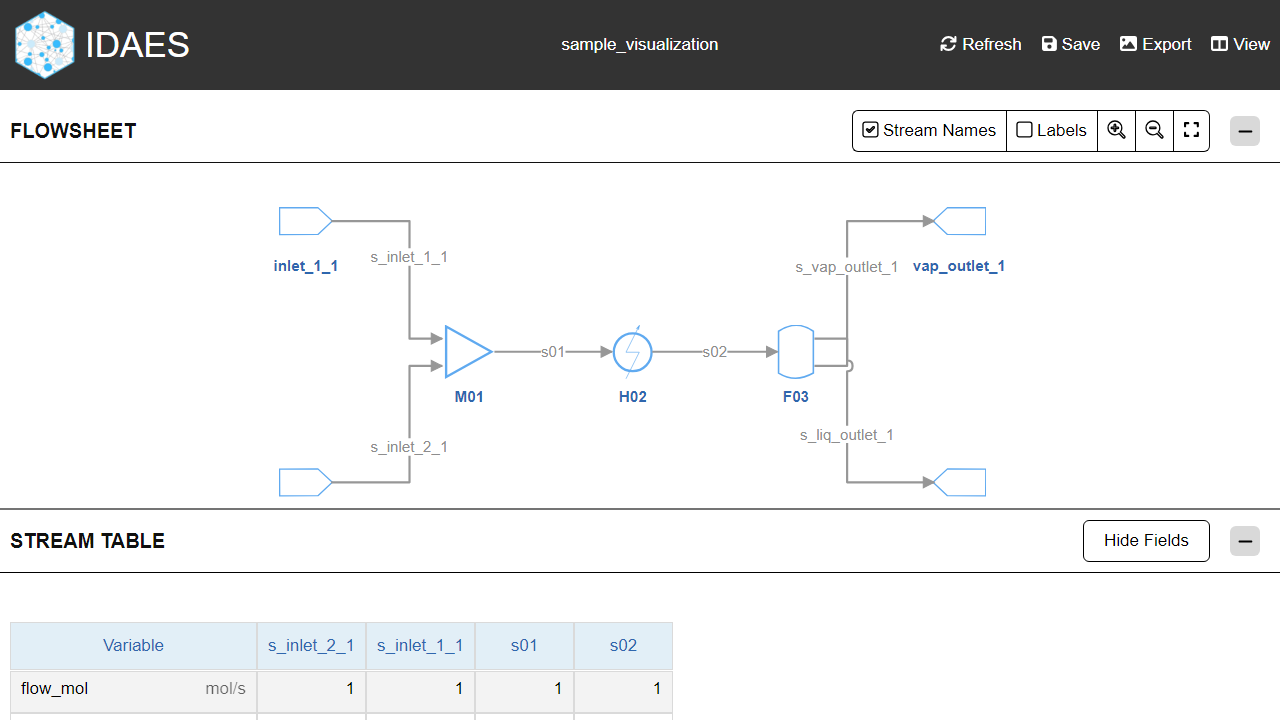 IDAES
sample_visualization
Refresh
Save
Export
View
FLOWSHEET
Stream Names
Labels
s_inlet_1_1
inlet_1_1
s_vap_outlet_1
vap_outlet_1
s01
s02
M01
H02
F03
s_liq_outlet_1
s_inlet_2_1
STREAM TABLE
Hide Fields
Variable s_inlet_2_1 s_inlet_1_1 s01 s02
flow_mol mol/s 1 1 1 1